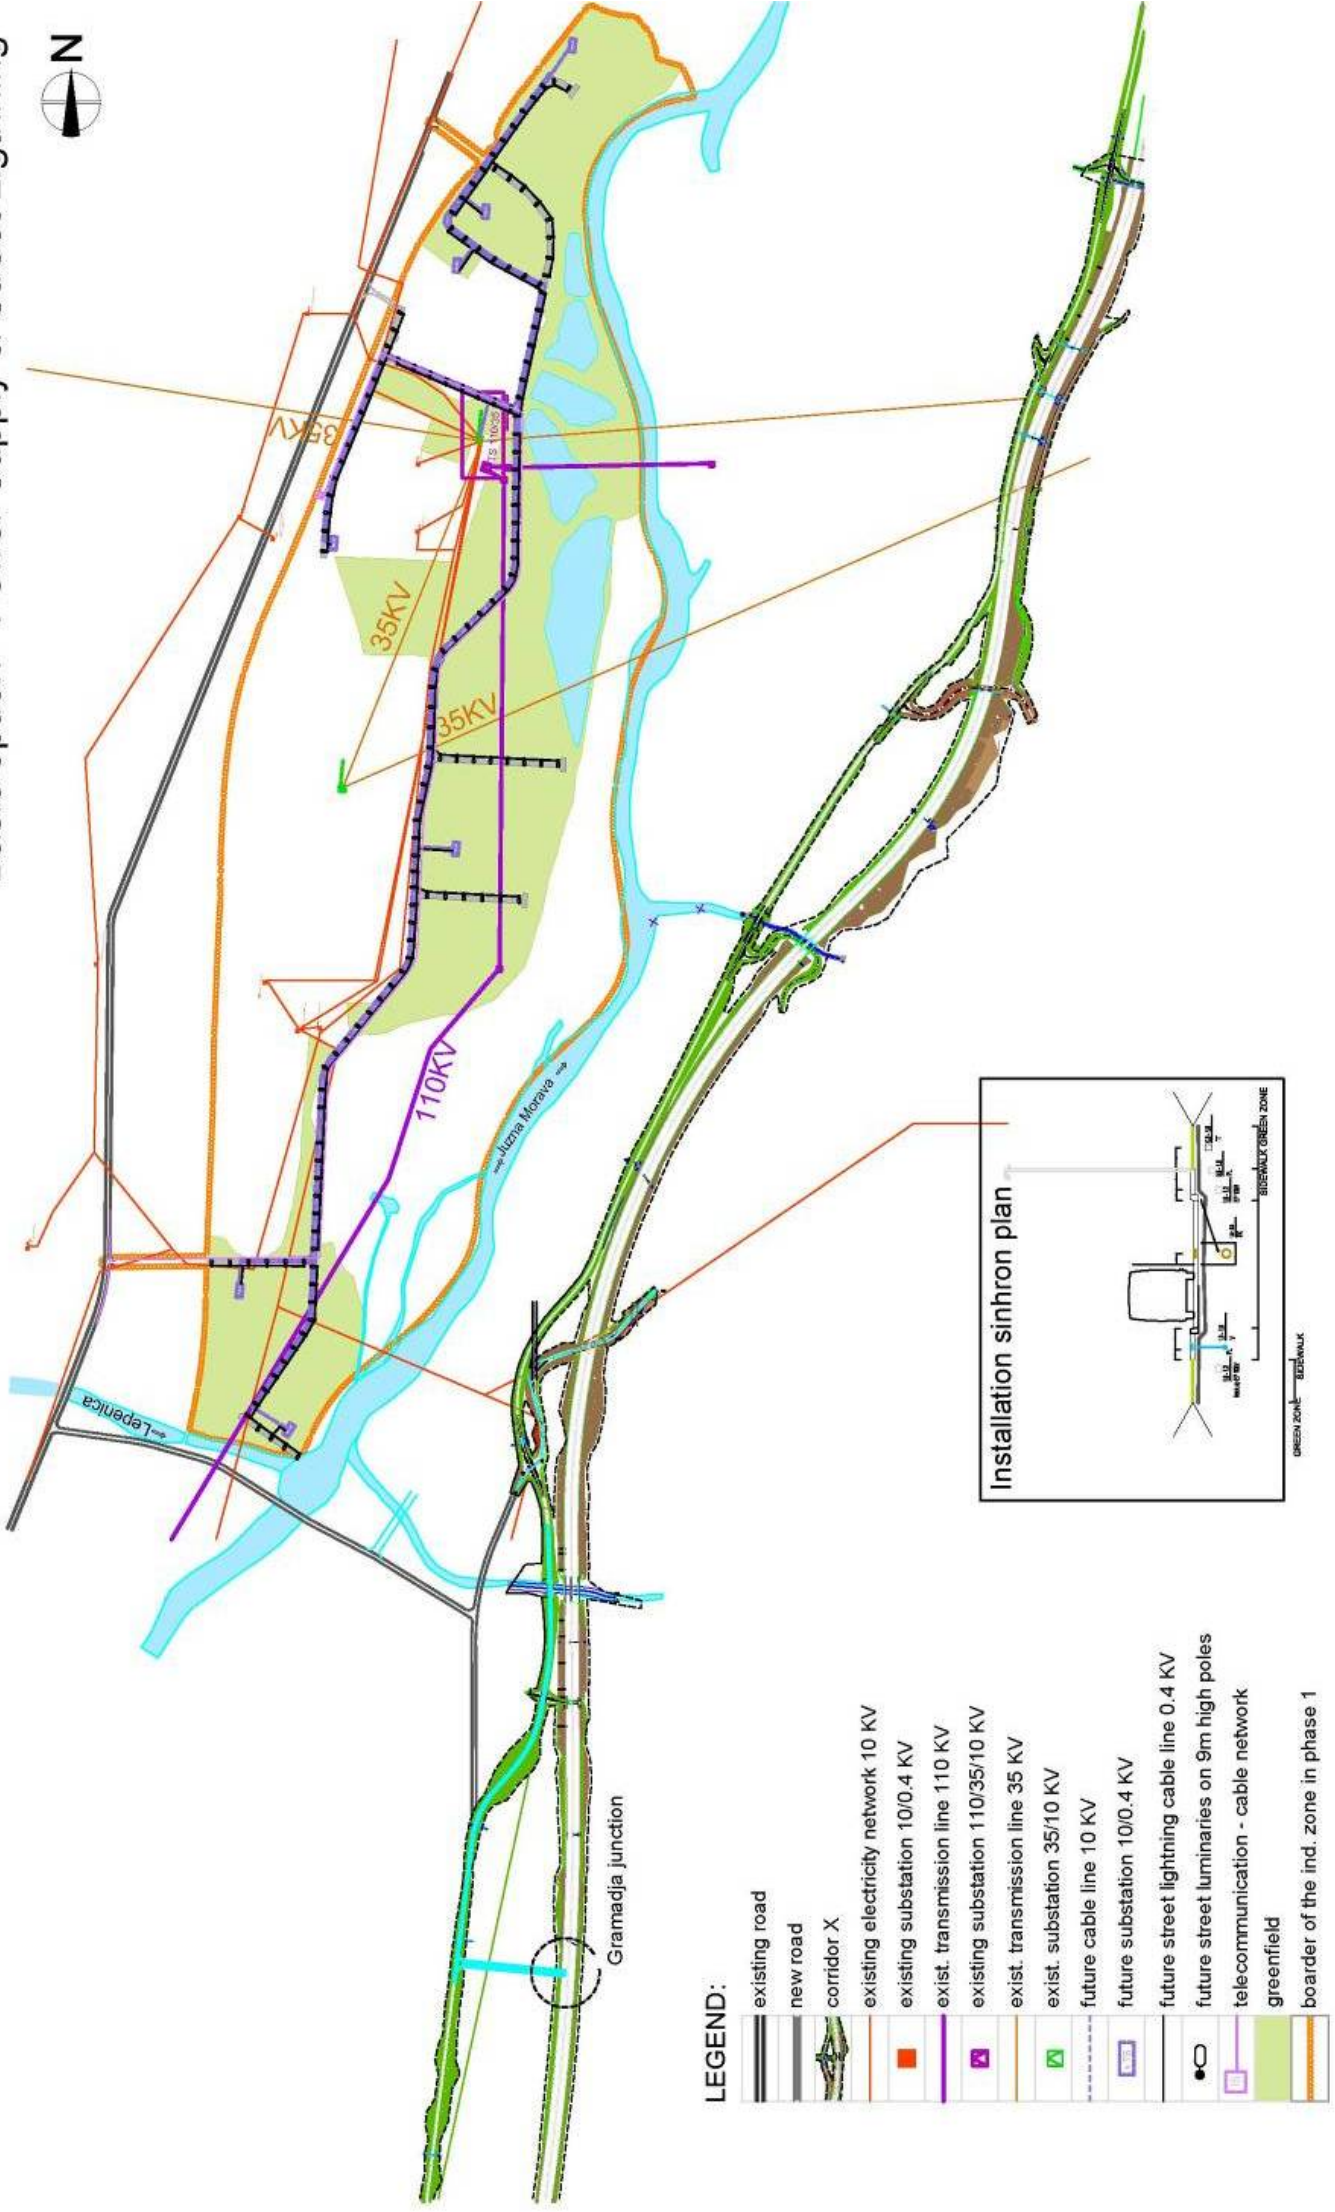 N
35KV
TS 110/35
35KV
35KV
110KV
Juzna Morava
Lepenica
Gramadja junction
Installation sinhron plan
GREEN ZONE
SIDEWALK
SIDEWALK
GREEN ZONE
LEGEND:
existing road
new road
corridor X
existing electricity network 10 KV
existing substation 10/0.4 KV
exist. transmission line 110 KV
existing substation 110/35/10 KV
exist. transmission line 35 KV
exist. substation 35/10 KV
future cable line 10 KV
future substation 10/0.4 KV
future street lightning cable line 0.4 KV
future street luminaries on 9m high poles
telecommunication - cable network
greenfield
boarder of the ind. zone in phase 1